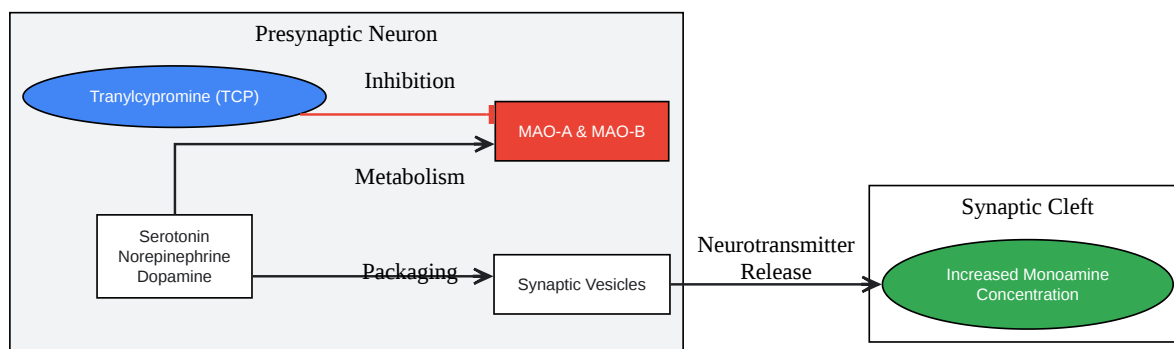 Presynaptic Neuron
Tranylcypromine (TCP)
Inhibition
MAO-A & MAO-B
Metabolism
Serotonin
Norepinephrine
Dopamine
Packaging
Synaptic Vesicles
Neurotransmitter
Release
Synaptic Cleft
Increased Monoamine
Concentration